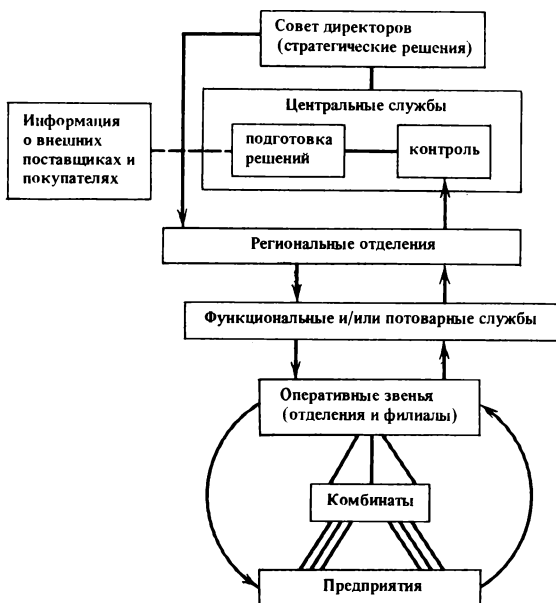 Совет директоров
(стратегические решения)
Центральные службы
Информация
о внешних
поставщиках и
покупателях
подготовка
решений
контроль
Региональные отделения
Функциональные и/или потоварные службы
Оперативные звенья
(отделения и филиалы)
Комбинаты
Предприятия